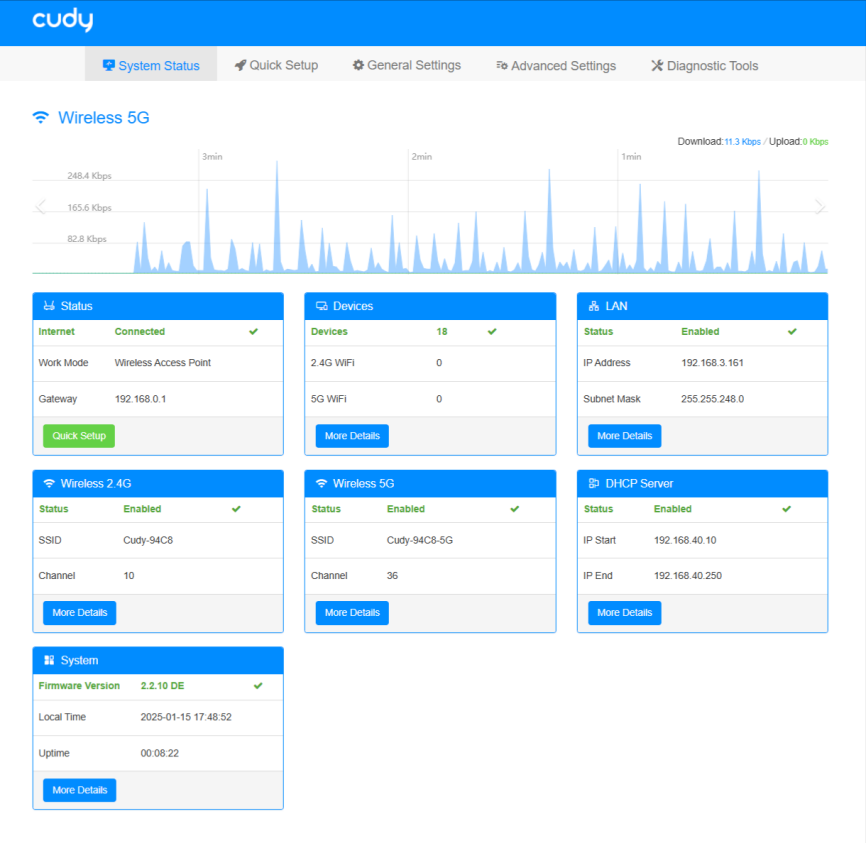 cudy
System Status Quick Setup General Settings Advanced Settings Diagnostic Tools
Wireless 5G
Download:11.3 Kbps / Upload:0 Kbps
3min 2min 1min
248.4 Kbps
165.6 Kbps
82.8 Kbps
Status
Internet Connected
Work Mode Wireless Access Point
Gateway 192.168.0.1
Quick Setup
Devices
Devices 18
2.4G WiFi 0
5G WiFi 0
More Details
LAN
Status Enabled
IP Address 192.168.3.161
Subnet Mask 255.255.248.0
More Details
Wireless 2.4G
Status Enabled
SSID Cudy-94C8
Channel 10
More Details
Wireless 5G
Status Enabled
SSID Cudy-94C8-5G
Channel 36
More Details
DHCP Server
Status Enabled
IP Start 192.168.40.10
IP End 192.168.40.250
More Details
System
Firmware Version 2.2.10 DE
Local Time 2025-01-15 17:48:52
Uptime 00:08:22
More Details